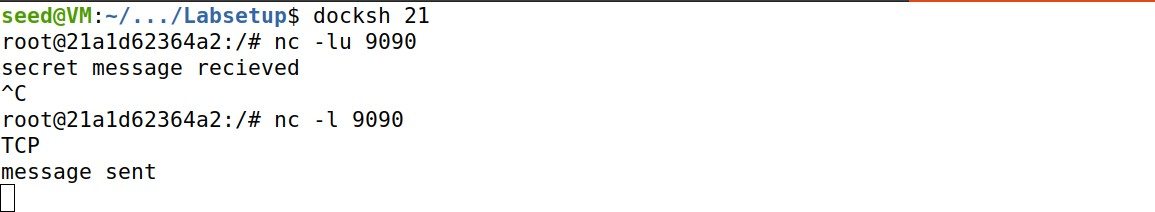 seed@VM:~/.../Labsetup$ docksh 21
root@21a1d62364a2:/# nc -lu 9090
secret message recieved
^C
root@21a1d62364a2:/# nc -l 9090
TCP
message sent